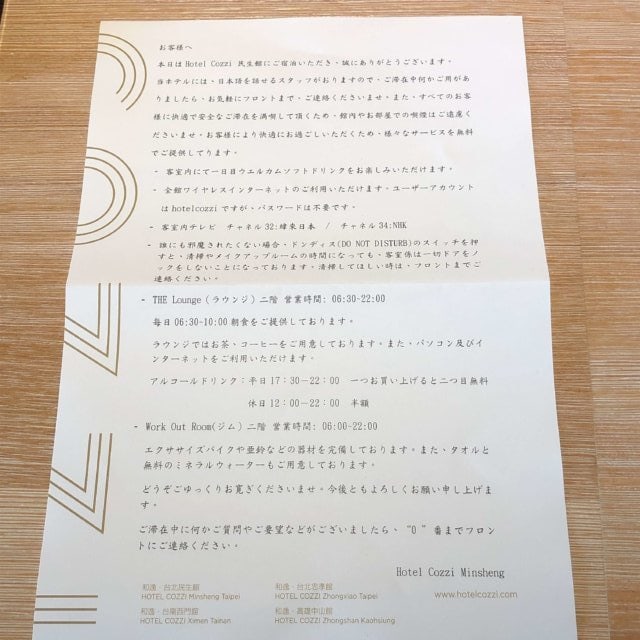 お客様へ
本日はHotel Cozzi 民生館にご宿泊いただき、誠にありがとうございます。
当ホテルには、日本語を話せるスタッフがおりますので、ご滞在中何かご用があ
りましたら、お気軽にフロントまで、ご連絡くださいませ。また、すべてのお客
様に快適で安全なご滞在を満喫して頂くため、館内やお部屋での喫煙はご遠慮く
ださいませ。お客様により快適にお過ごしいただくため、様々なサービスを無料
でご提供してります。
- 客室内にて一日目ウエルカムソフトドリンクをお楽しみいただけます。
- 全館ワイヤレスインターネットのご利用いただけます。ユーザーアカウント
はhotelcozziですが、パスワードは不要です。
- 客室内テレビ チャネル32:緯來日本 / チャネル34:NHK
- 誰にも邪魔されたくない場合、ドンディス(DO NOT DISTURB)のスイッチを押
すと、清掃やメイクアップルームの時間になっても、客室係は一切ドアをノ
ックをしないことになっております。清掃してほしい時は、フロントまでご
連絡ください。
- THE Lounge (ラウンジ) 二階 営業時間: 06:30~22:00
毎日06:30-10:00朝食をご提供しております。
ラウンジではお茶、コーヒーをご用意しております。また、パソコン及びイ
ンターネットをご利用いただけます。
アルコールドリンク：平日17：30—22：00 一つお買い上げると二つ目無料
休日12：00—22：00 半額
- Work Out Room(ジム) 二階 営業時間: 06:00~22:00
エクササイズバイクや亜鈴などの器材を完備しております。また、タオルと
無料のミネラルウォーターもご用意しております。
どうぞごゆっくりお寛ぎくださいませ。今後ともよろしくお願い申し上げま
す。
ご滞在中に何かご質問やご要望などがございましたら、“0”番までフロン
トにご連絡ください。
Hotel Cozzi Minsheng
和逸・台北民生館
HOTEL COZZI Minsheng Taipei
和逸・台北忠孝館
HOTEL COZZI Zhongxiao Taipei
www.hotelcozzi.com
和逸・台南西門館
HOTEL COZZI Ximen Tainan
和逸・高雄中山館
HOTEL COZZI Zhongshan Kaohsiung